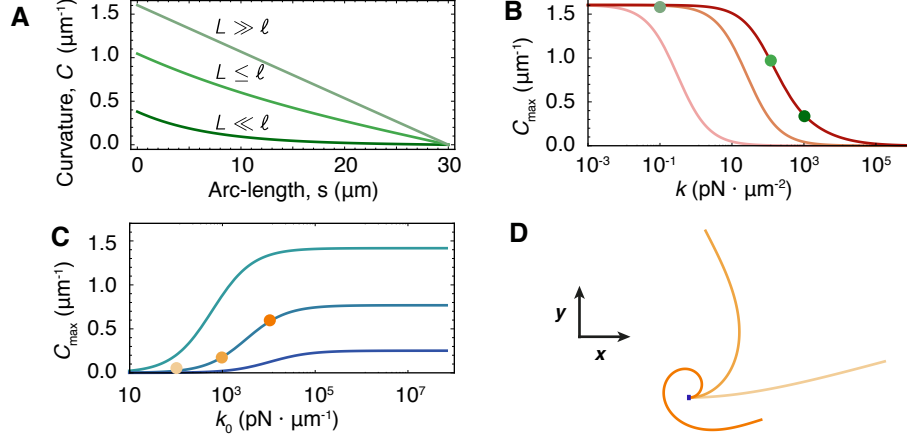 A
Curvature, C (μm⁻¹)
1.5
1.0
0.5
0.0
L ≫ ℓ
L ≤ ℓ
L ≪ ℓ
0
10
20
30
Arc-length, s (μm)
B
C_max (μm⁻¹)
1.5
1.0
0.5
0.0
10⁻³
10⁻¹
10
10³
10⁵
k (pN · μm⁻²)
C
C_max (μm⁻¹)
1.5
1.0
0.5
0.0
10
10³
10⁵
10⁷
k₀ (pN · μm⁻¹)
D
y
x